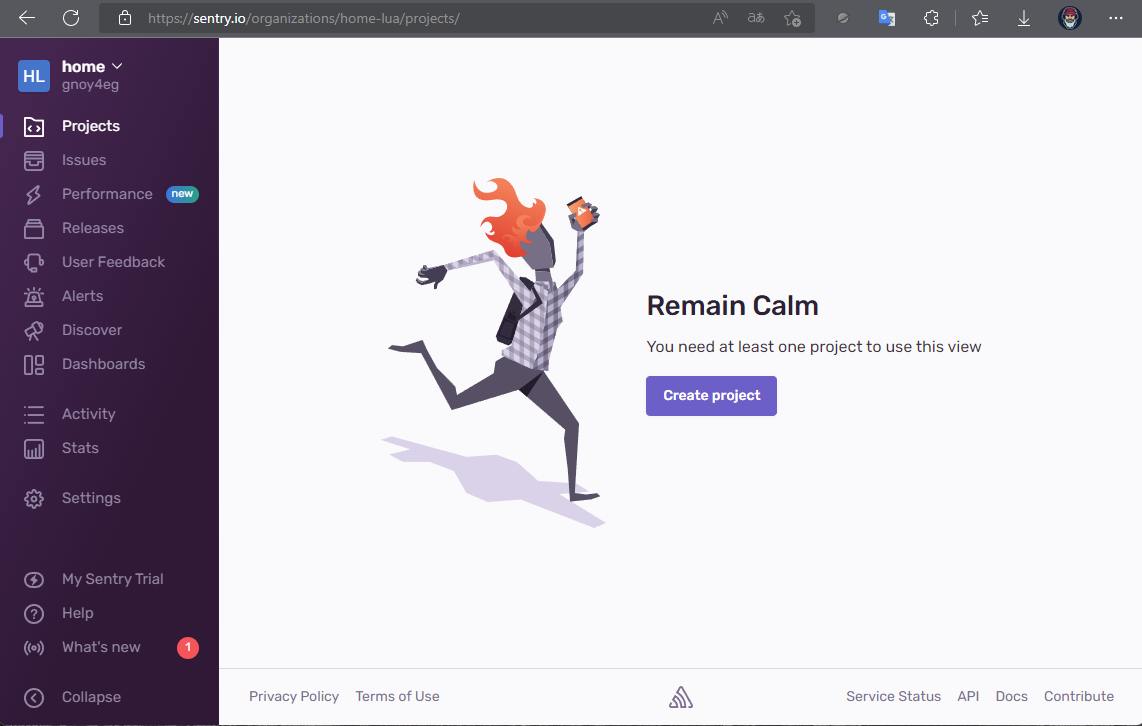 https://sentry.io/organizations/home-lua/projects/
HL
home
gnoy4eg
Projects
Issues
Performance new
Releases
User Feedback
Alerts
Discover
Dashboards
Activity
Stats
Settings
My Sentry Trial
Help
What's new 1
Collapse
Remain Calm
You need at least one project to use this view
Create project
Privacy Policy Terms of Use Service Status API Docs Contribute